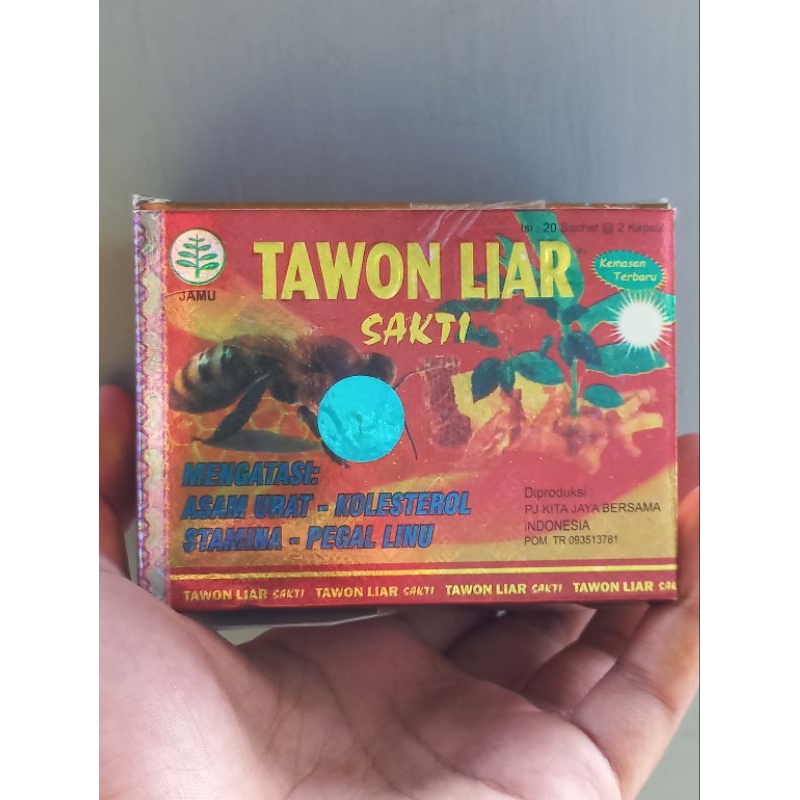 Isi : 20 Sachet @ 2 Kapsul
JAMU
TAWON LIAR
SAKTI
Kemasan
Terbaru
MENGATASI:
ASAM URAT - KOLESTEROL
STAMINA - PEGAL LINU
Diproduksi
PJ KITA JAYA BERSAMA
INDONESIA
POM. TR 093513781
TAWON LIAR SAKTI TAWON LIAR SAKTI TAWON LIAR SAKTI TAWON LIAR SAK